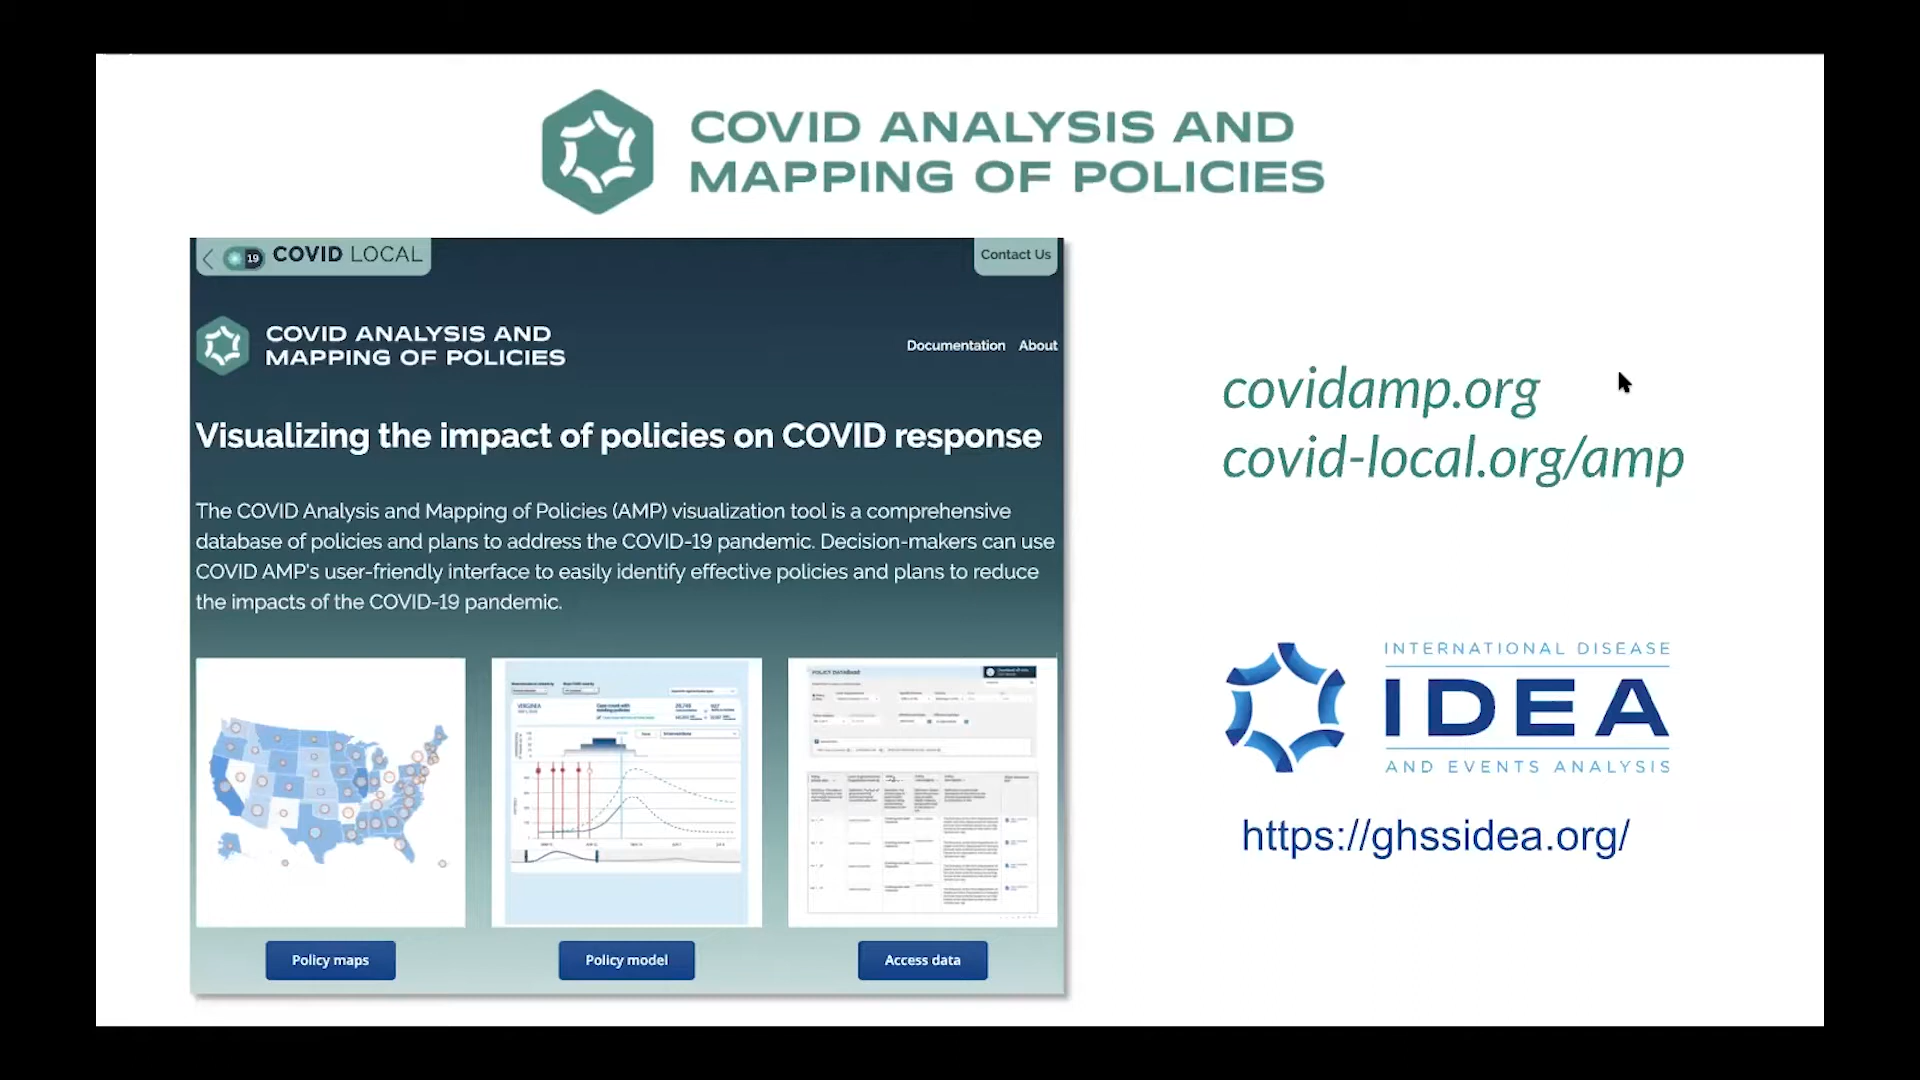 COVID ANALYSIS AND
MAPPING OF POLICIES
19 COVID LOCAL
Contact Us
COVID ANALYSIS AND
MAPPING OF POLICIES
Documentation About
Visualizing the impact of policies on COVID response
The COVID Analysis and Mapping of Policies (AMP) visualization tool is a comprehensive
database of policies and plans to address the COVID-19 pandemic. Decision-makers can use
COVID AMP's user-friendly interface to easily identify effective policies and plans to reduce
the impacts of the COVID-19 pandemic.
VIRGINIA
POLICY DATABASE
Policy maps
Policy model
Access data
covidamp.org
covid-local.org/amp
INTERNATIONAL DISEASE
IDEA
AND EVENTS ANALYSIS
https://ghssidea.org/